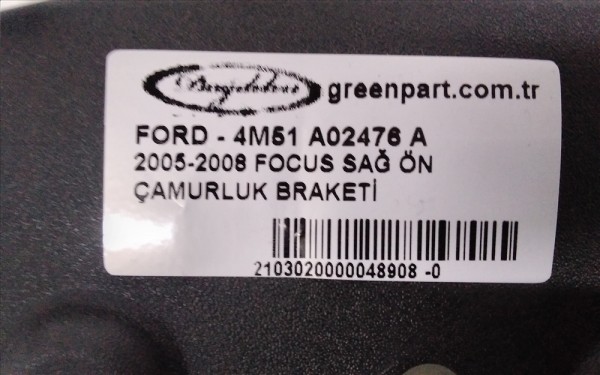 greenpart.com.tr
FORD - 4M51 A02476 A
2005-2008 FOCUS SAĞ ÖN
ÇAMURLUK BRAKETİ
2103020000048908 -0